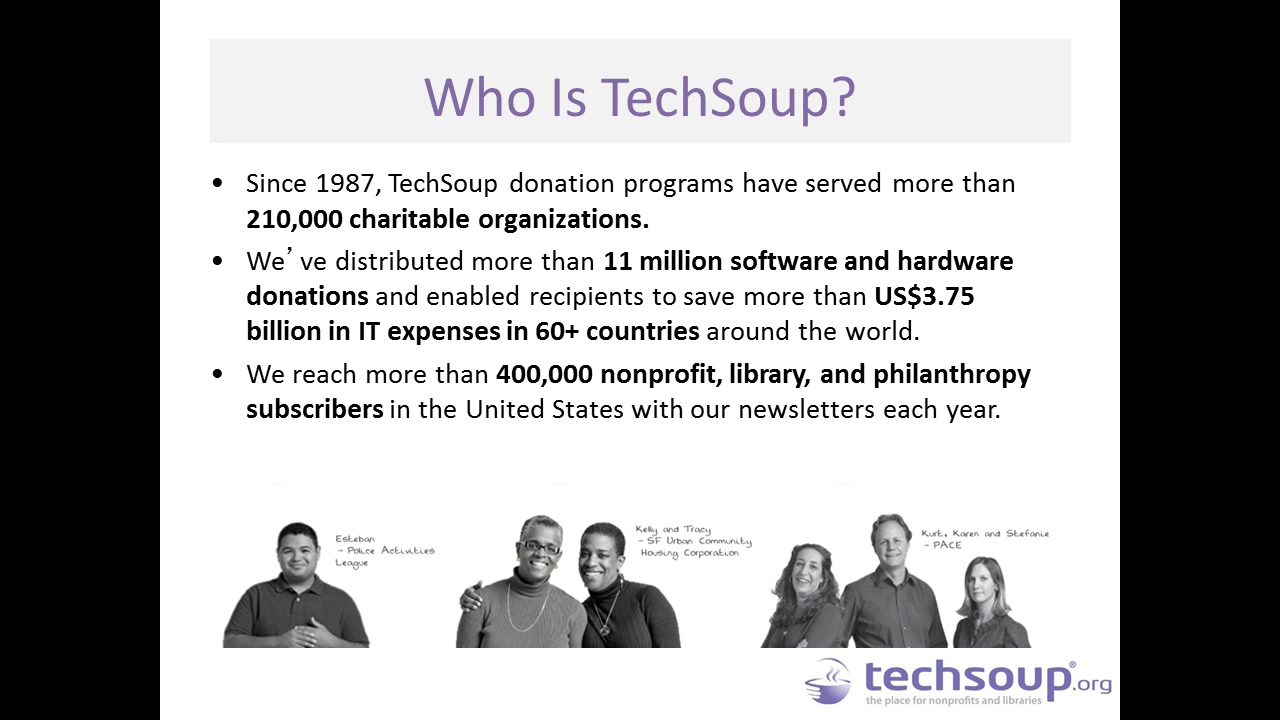 Who Is TechSoup?
• Since 1987, TechSoup donation programs have served more than
210,000 charitable organizations.
• We’ve distributed more than 11 million software and hardware
donations and enabled recipients to save more than US$3.75
billion in IT expenses in 60+ countries around the world.
• We reach more than 400,000 nonprofit, library, and philanthropy
subscribers in the United States with our newsletters each year.
Esteban
- Police Activities
League
Kelly and Tracy
- SF Urban Community
Housing Corporation
Kurt, Karen and Stefanie
- PACE
techsoup®.org
the place for nonprofits and libraries